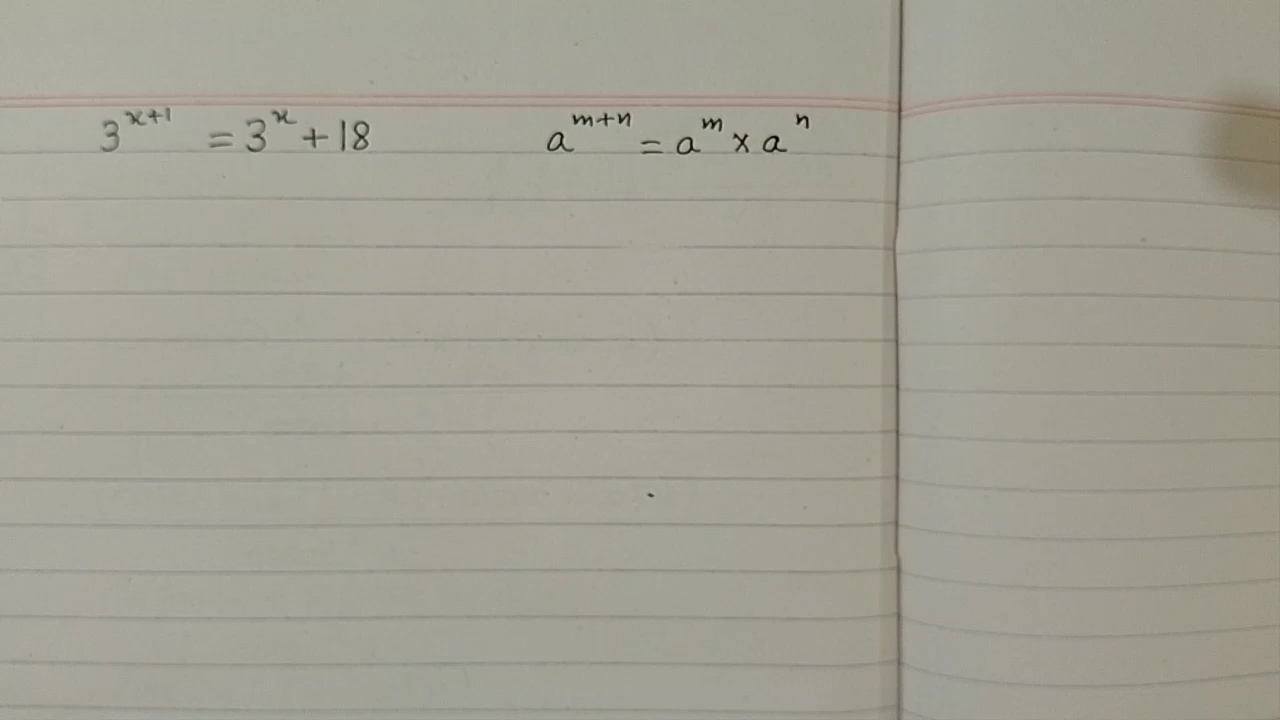 3^{x+1} = 3^x + 18    a^{m+n} = a^m × a^n